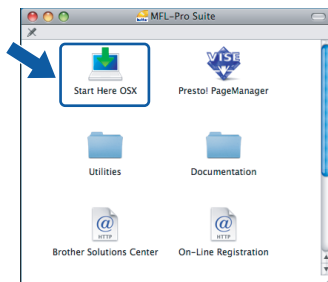 MFL-Pro Suite
VISE
Start Here OSX
Presto! PageManager
Utilities
Documentation
@
HTTP
@
HTTP
Brother Solutions Center
On-Line Registration